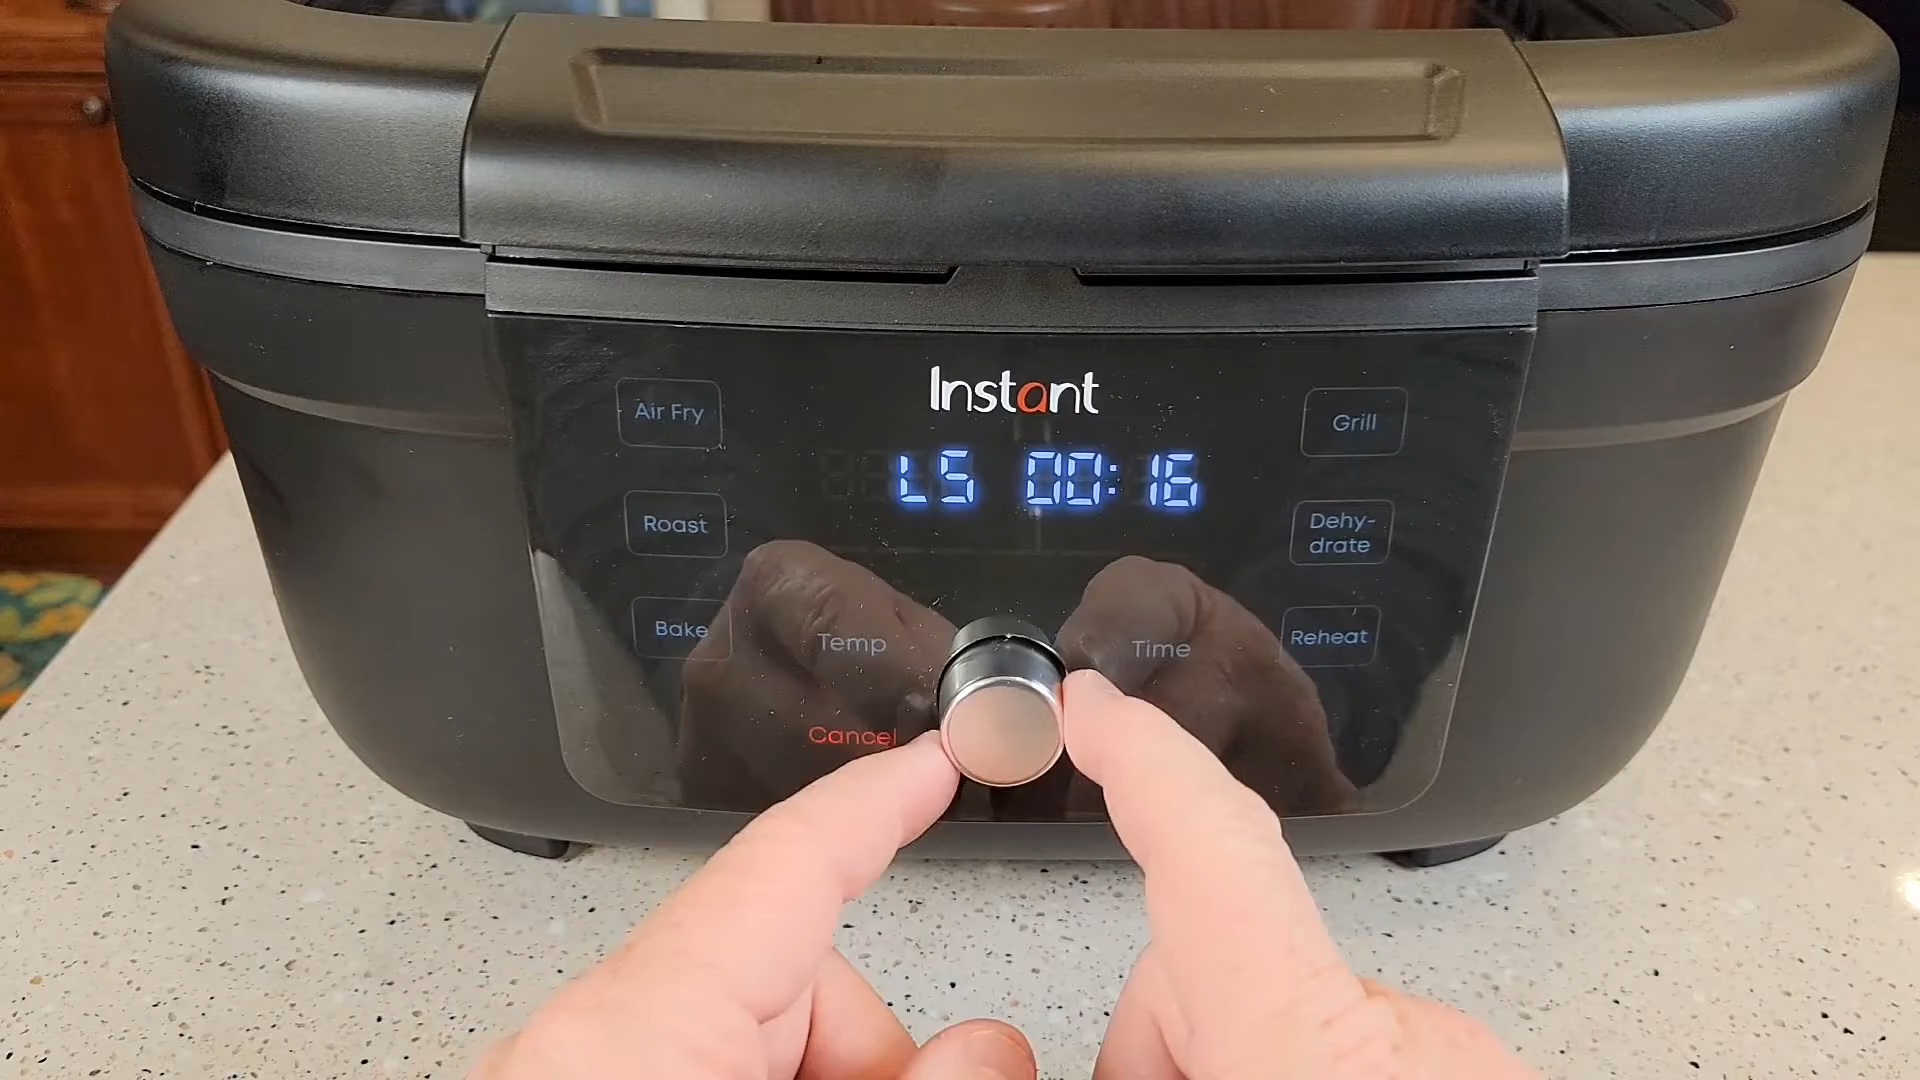 Instant
Air Fry
Grill
LS 00:16
Roast
Dehy-
drate
Bake
Temp
Time
Reheat
Cancel